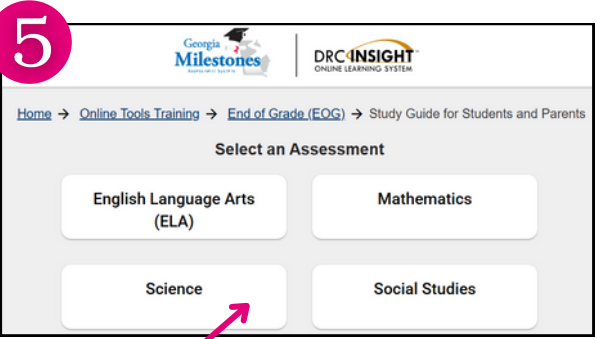 5
Georgia
Milestones
DRC INSIGHT
ONLINE LEARNING SYSTEM
Home → Online Tools Training → End of Grade (EOG) → Study Guide for Students and Parents
Select an Assessment
English Language Arts
(ELA)
Mathematics
Science
Social Studies